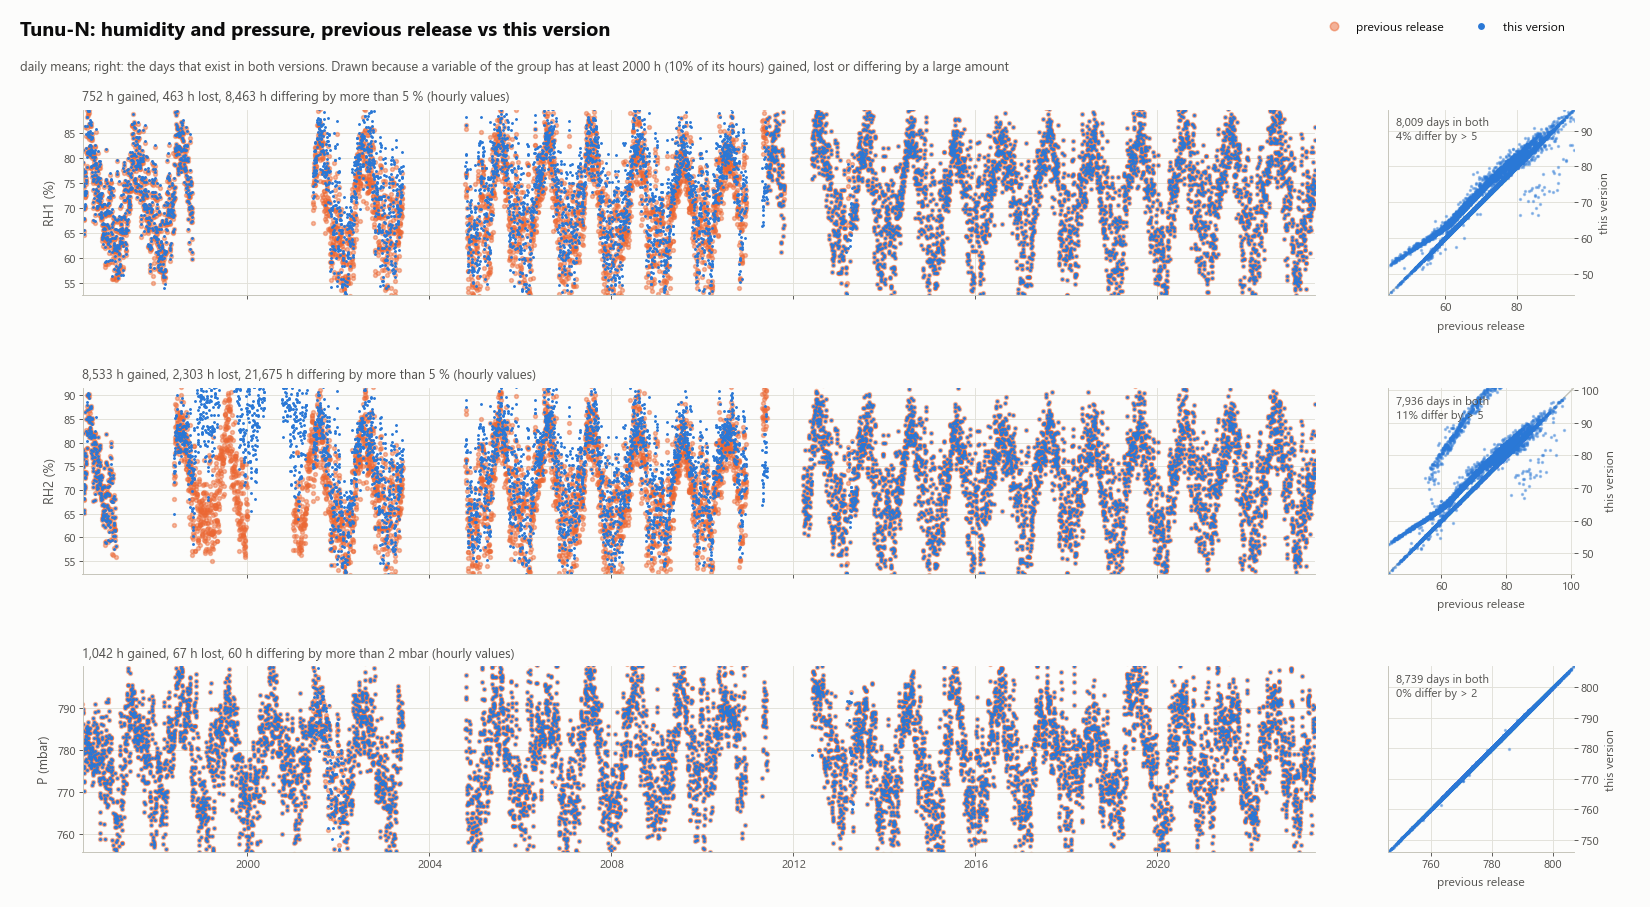 Tunu-N: humidity and pressure, previous release vs this version
previous release
this version
daily means; right: the days that exist in both versions. Drawn because a variable of the group has at least 2000 h (10% of its hours) gained, lost or differing by a large amount
752 h gained, 463 h lost, 8,463 h differing by more than 5 % (hourly values)
RH1 (%)
85
80
75
70
65
60
55
8,009 days in both
4% differ by > 5
90
80
70
60
50
this version
60
80
previous release
8,533 h gained, 2,303 h lost, 21,675 h differing by more than 5 % (hourly values)
RH2 (%)
90
85
80
75
70
65
60
55
7,936 days in both
11% differ by > 5
100
90
80
70
60
50
this version
60
80
100
previous release
1,042 h gained, 67 h lost, 60 h differing by more than 2 mbar (hourly values)
P (mbar)
790
780
770
760
2000
2004
2008
2012
2016
2020
8,739 days in both
0% differ by > 2
800
790
780
770
760
750
this version
760
780
800
previous release